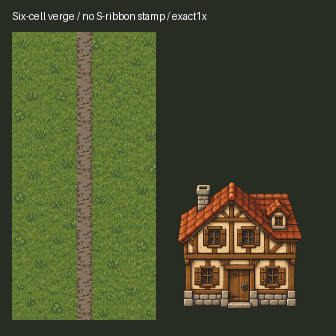 Six-cell verge / no S-ribbon stamp / exact1x